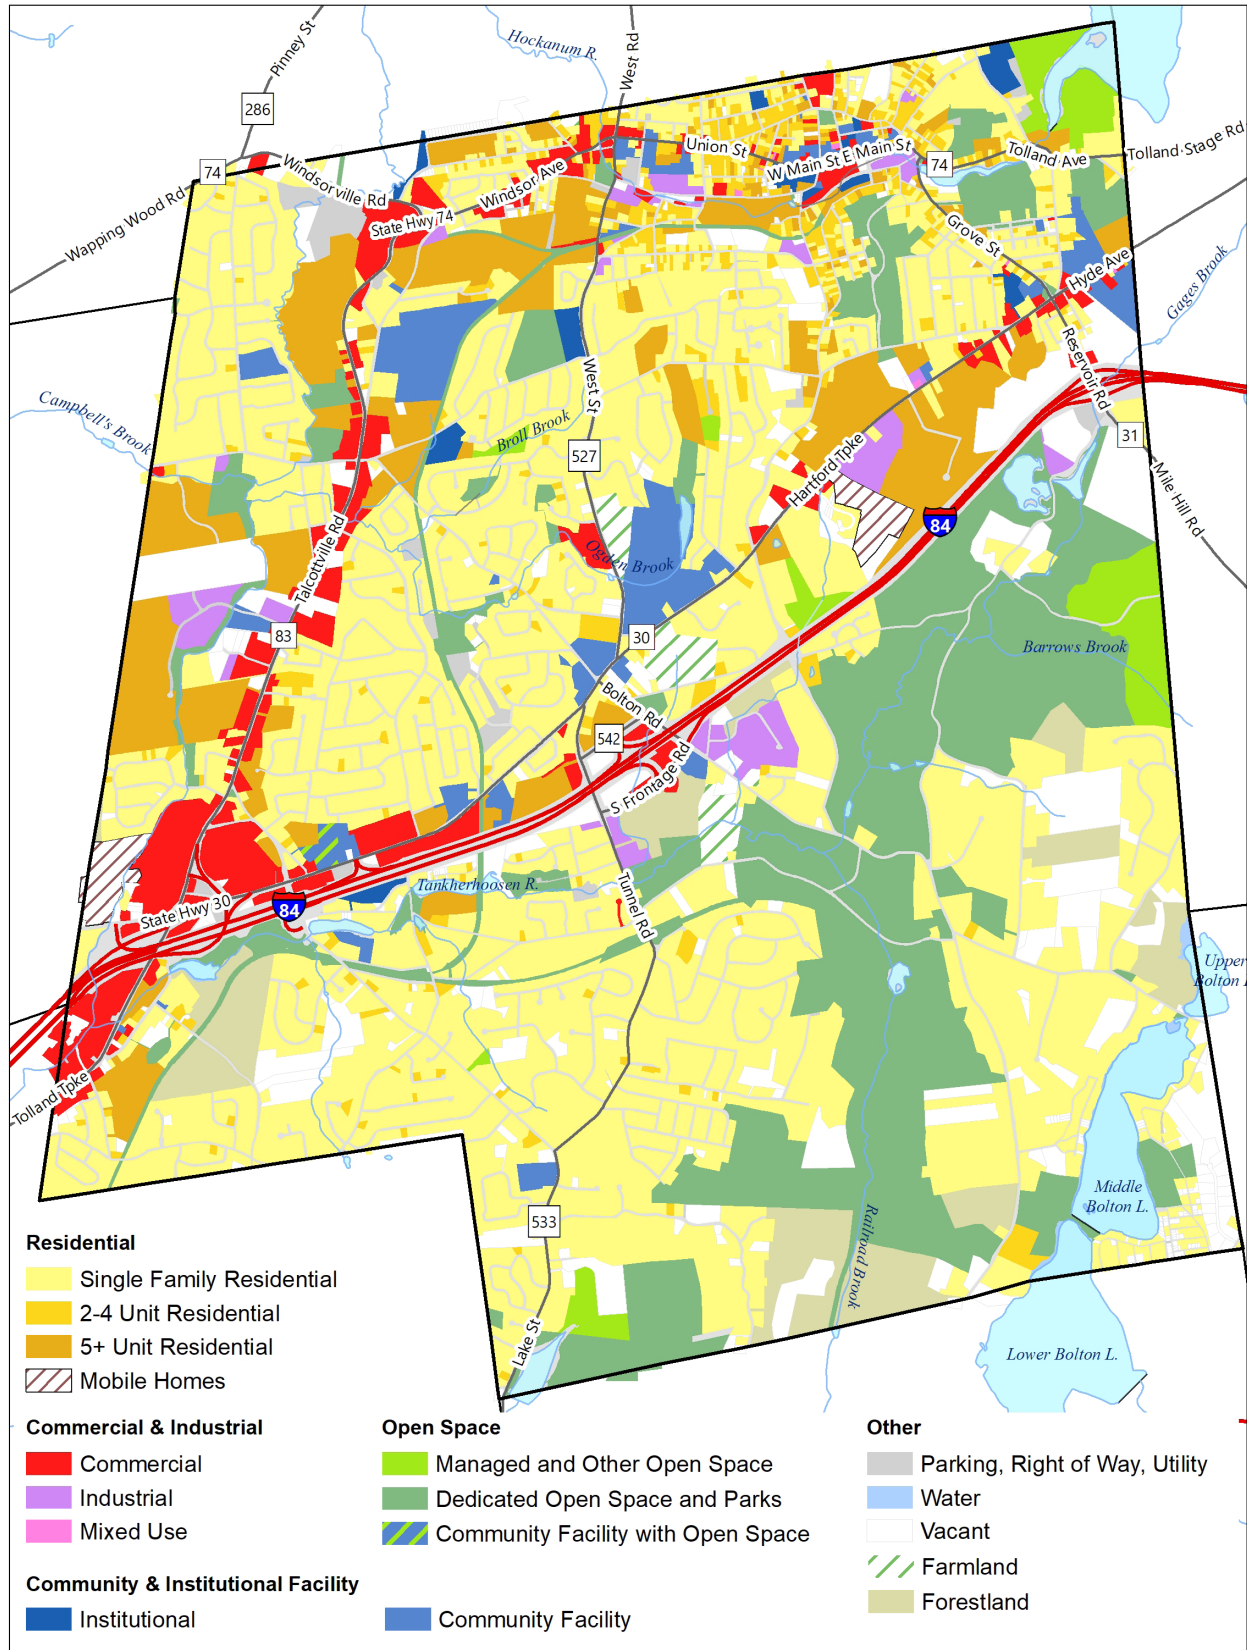 Pinney St
Hockanum R.
West Rd
286
74
Windsorville Rd
Wapping Wood Rd
State Hwy 74
Windsor Ave
Union St
W Main St
E Main St
74
Tolland Ave
Tolland Stage Rd
Grove St
Hyde Ave
Gages Brook
Reservoir Rd
West St
Campbell's Brook
Broll Brook
527
31
Hartford Tpke
Mile Hill Rd
84
Talcottville Rd
Ogden Brook
83
30
Barrows Brook
Bolton Rd
542
S Frontage Rd
Tankherhoosen R.
State Hwy 30
84
Tunnel Rd
Upper
Bolton L
Tolland Tpke
Middle
Bolton L.
533
Railroad Brook
Lake St
Lower Bolton L.
Residential
Single Family Residential
2-4 Unit Residential
5+ Unit Residential
Mobile Homes
Commercial & Industrial
Commercial
Industrial
Mixed Use
Open Space
Managed and Other Open Space
Dedicated Open Space and Parks
Community Facility with Open Space
Other
Parking, Right of Way, Utility
Water
Vacant
Farmland
Forestland
Community & Institutional Facility
Institutional
Community Facility